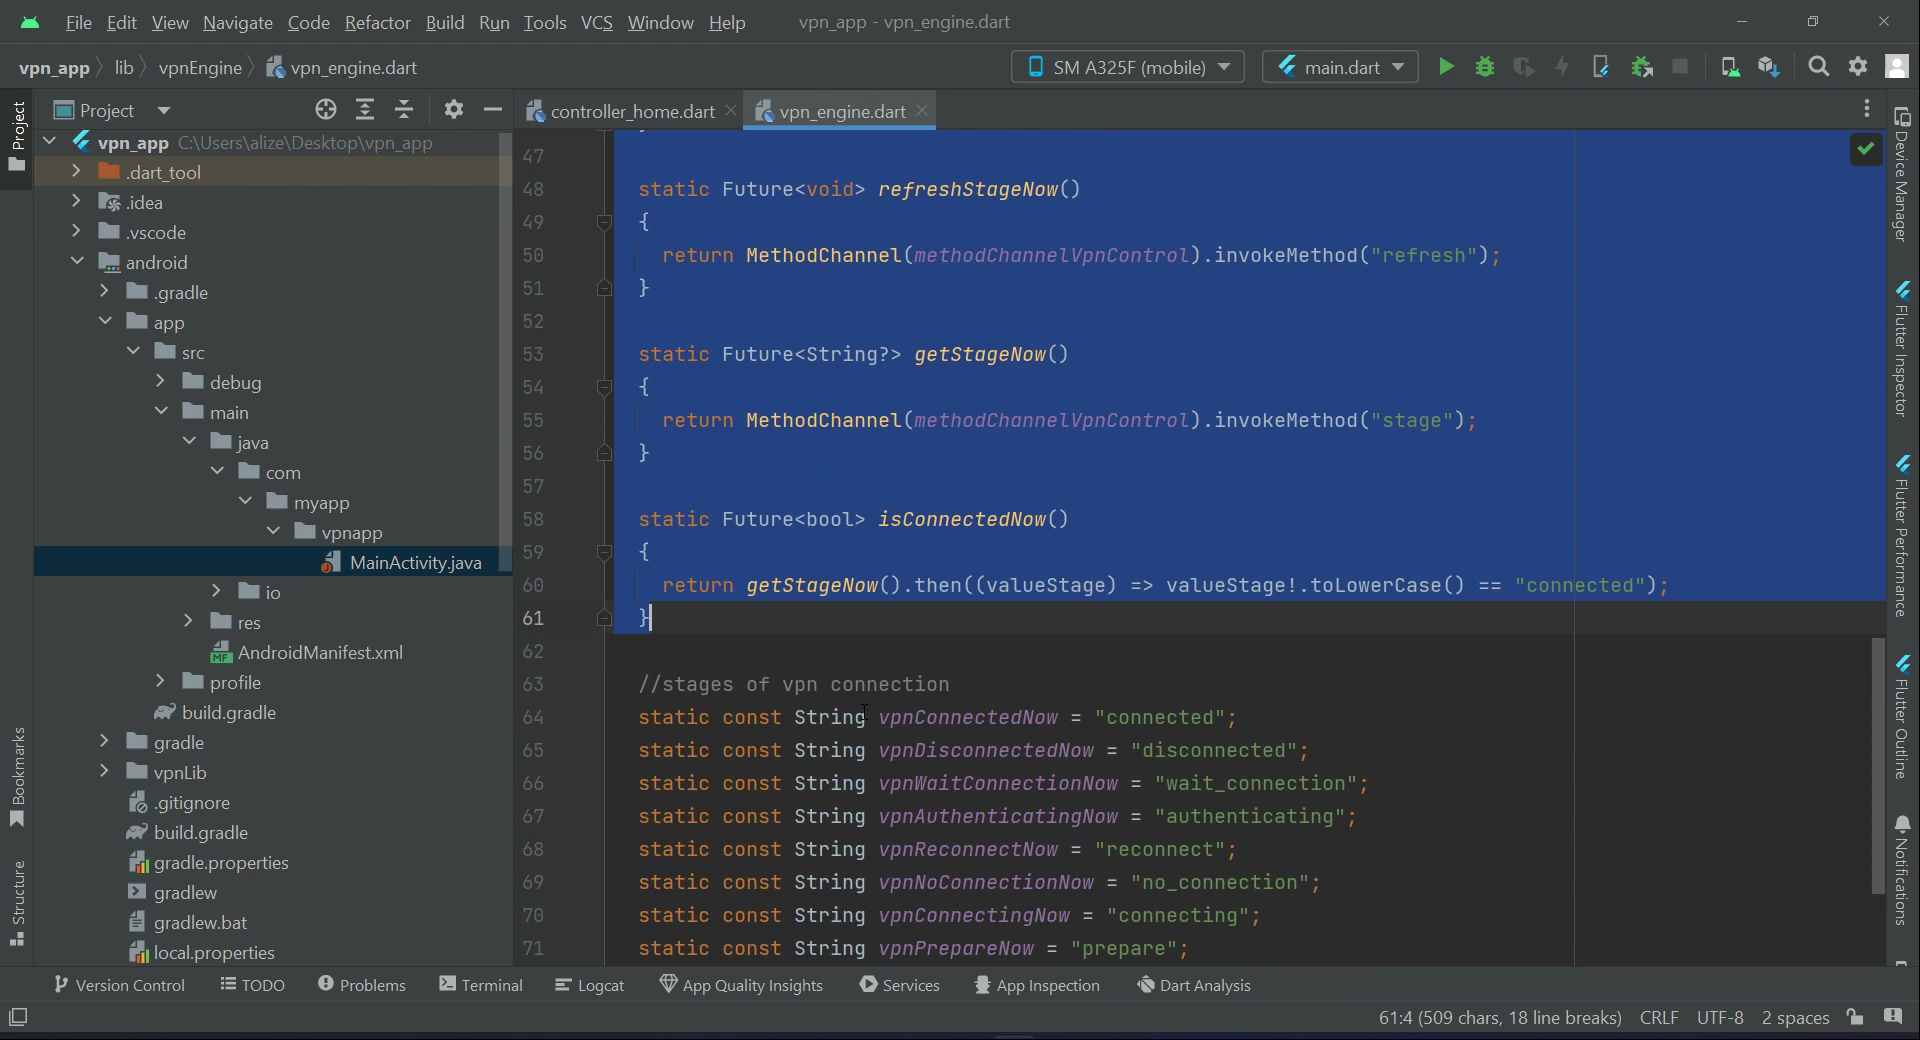 File Edit View Navigate Code Refactor Build Run Tools VCS Window Help vpn_app - vpn_engine.dart
vpn_app lib vpnEngine vpn_engine.dart SM A325F (mobile) main.dart
Project
Project
controller_home.dart vpn_engine.dart
vpn_app C:\Users\alize\Desktop\vpn_app
.dart_tool
.idea
.vscode
android
.gradle
app
src
debug
main
java
com
myapp
vpnapp
MainActivity.java
io
res
AndroidManifest.xml
profile
build.gradle
gradle
vpnLib
.gitignore
build.gradle
gradle.properties
gradlew
gradlew.bat
local.properties
Bookmarks
Structure
47
48 static Future<void> refreshStageNow()
49 {
50 return MethodChannel(methodChannelVpnControl).invokeMethod("refresh");
51 }
52
53 static Future<String?> getStageNow()
54 {
55 return MethodChannel(methodChannelVpnControl).invokeMethod("stage");
56 }
57
58 static Future<bool> isConnectedNow()
59 {
60 return getStageNow().then((valueStage) => valueStage!.toLowerCase() == "connected");
61 }
62
63 //stages of vpn connection
64 static const String vpnConnectedNow = "connected";
65 static const String vpnDisconnectedNow = "disconnected";
66 static const String vpnWaitConnectionNow = "wait_connection";
67 static const String vpnAuthenticatingNow = "authenticating";
68 static const String vpnReconnectNow = "reconnect";
69 static const String vpnNoConnectionNow = "no_connection";
70 static const String vpnConnectingNow = "connecting";
71 static const String vpnPrepareNow = "prepare";
Device Manager
Flutter Inspector
Flutter Performance
Flutter Outline
Notifications
Version Control TODO Problems Terminal Logcat App Quality Insights Services App Inspection Dart Analysis
61:4 (509 chars, 18 line breaks) CRLF UTF-8 2 spaces